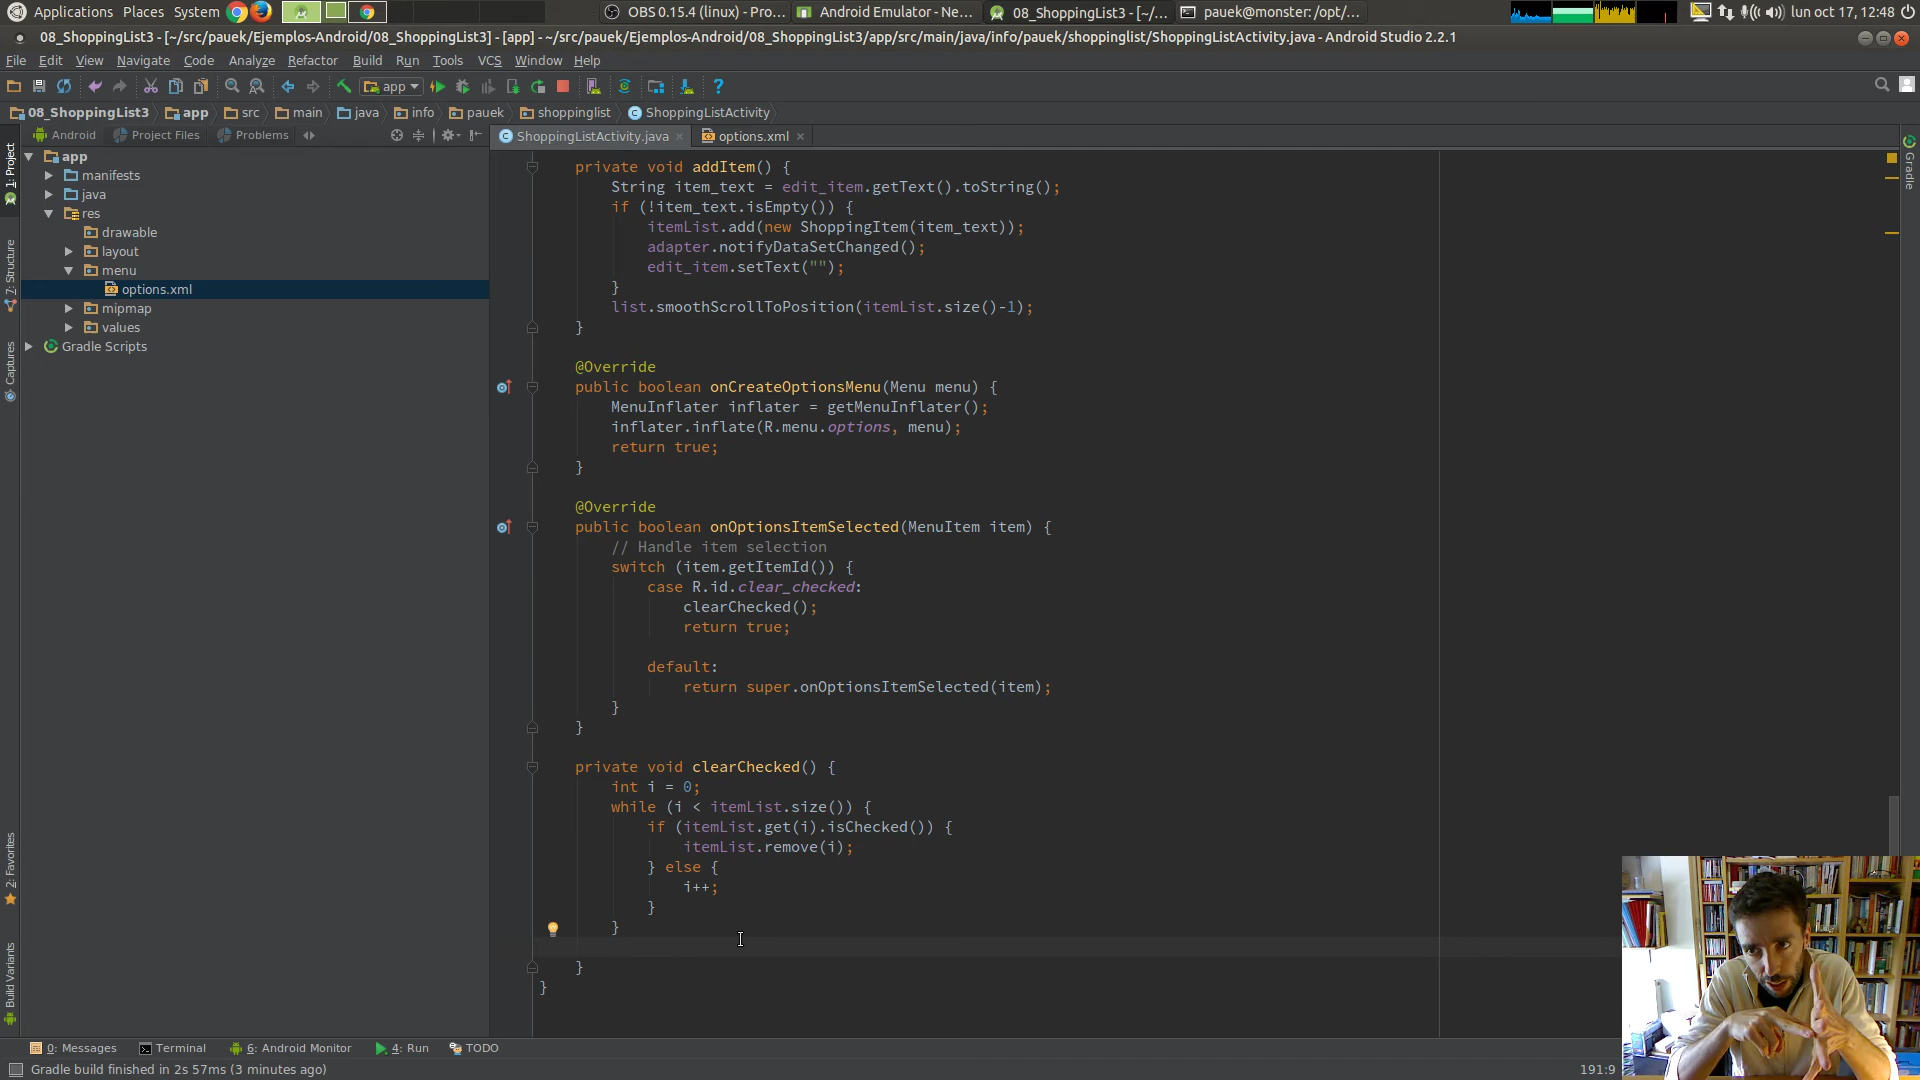 Applications Places System OBS 0.15.4 (linux) - Pro... Android Emulator - Ne... 08_ShoppingList3 - [~/... pauek@monster: /opt/... lun oct 17, 12:48
08_ShoppingList3 - [~/src/pauek/Ejemplos-Android/08_ShoppingList3] - [app] - ~/src/pauek/Ejemplos-Android/08_ShoppingList3/app/src/main/java/info/pauek/shoppinglist/ShoppingListActivity.java - Android Studio 2.2.1
File Edit View Navigate Code Analyze Refactor Build Run Tools VCS Window Help
app
08_ShoppingList3 app src main java info pauek shoppinglist ShoppingListActivity
Android Project Files Problems
ShoppingListActivity.java options.xml
1: Project
7: Structure
Captures
2: Favorites
Build Variants
Gradle
app
manifests
java
res
drawable
layout
menu
options.xml
mipmap
values
Gradle Scripts
private void addItem() {
String item_text = edit_item.getText().toString();
if (!item_text.isEmpty()) {
itemList.add(new ShoppingItem(item_text));
adapter.notifyDataSetChanged();
edit_item.setText("");
}
list.smoothScrollToPosition(itemList.size()-1);
}
@Override
public boolean onCreateOptionsMenu(Menu menu) {
MenuInflater inflater = getMenuInflater();
inflater.inflate(R.menu.options, menu);
return true;
}
@Override
public boolean onOptionsItemSelected(MenuItem item) {
// Handle item selection
switch (item.getItemId()) {
case R.id.clear_checked:
clearChecked();
return true;
default:
return super.onOptionsItemSelected(item);
}
}
private void clearChecked() {
int i = 0;
while (i < itemList.size()) {
if (itemList.get(i).isChecked()) {
itemList.remove(i);
} else {
i++;
}
}
}
}
0: Messages Terminal 6: Android Monitor 4: Run TODO
Gradle build finished in 2s 57ms (3 minutes ago) 191:9